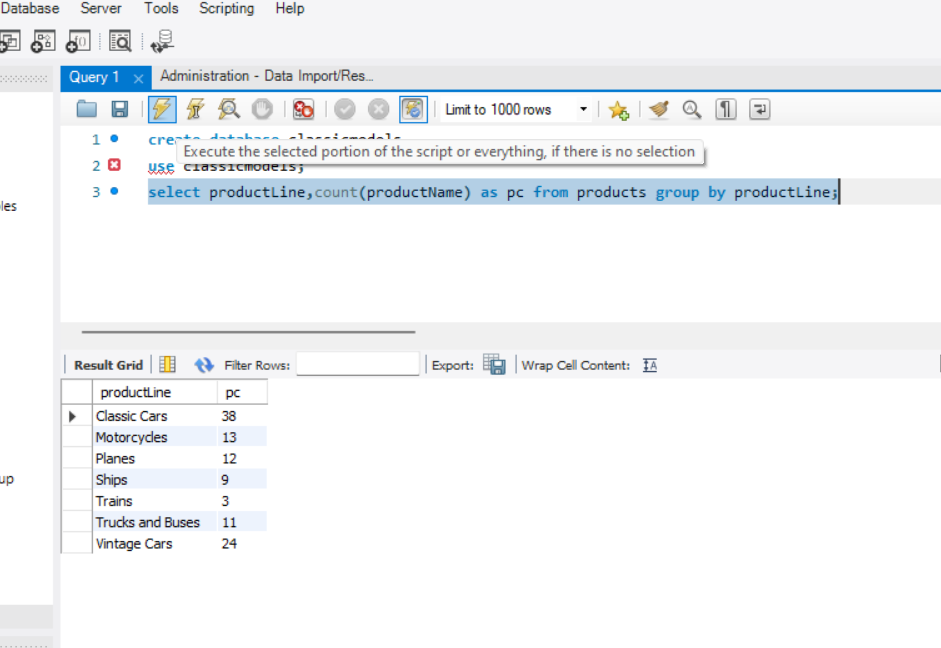 Database Server Tools Scripting Help
Query 1 Administration - Data Import/Res...
Limit to 1000 rows
1 create database classicmodels
Execute the selected portion of the script or everything, if there is no selection
2 use classicmodels;
les
3 select productLine,count(productName) as pc from products group by productLine;
Result Grid Filter Rows: Export: Wrap Cell Content:
productLine pc
Classic Cars 38
Motorcycles 13
Planes 12
up
Ships 9
Trains 3
Trucks and Buses 11
Vintage Cars 24